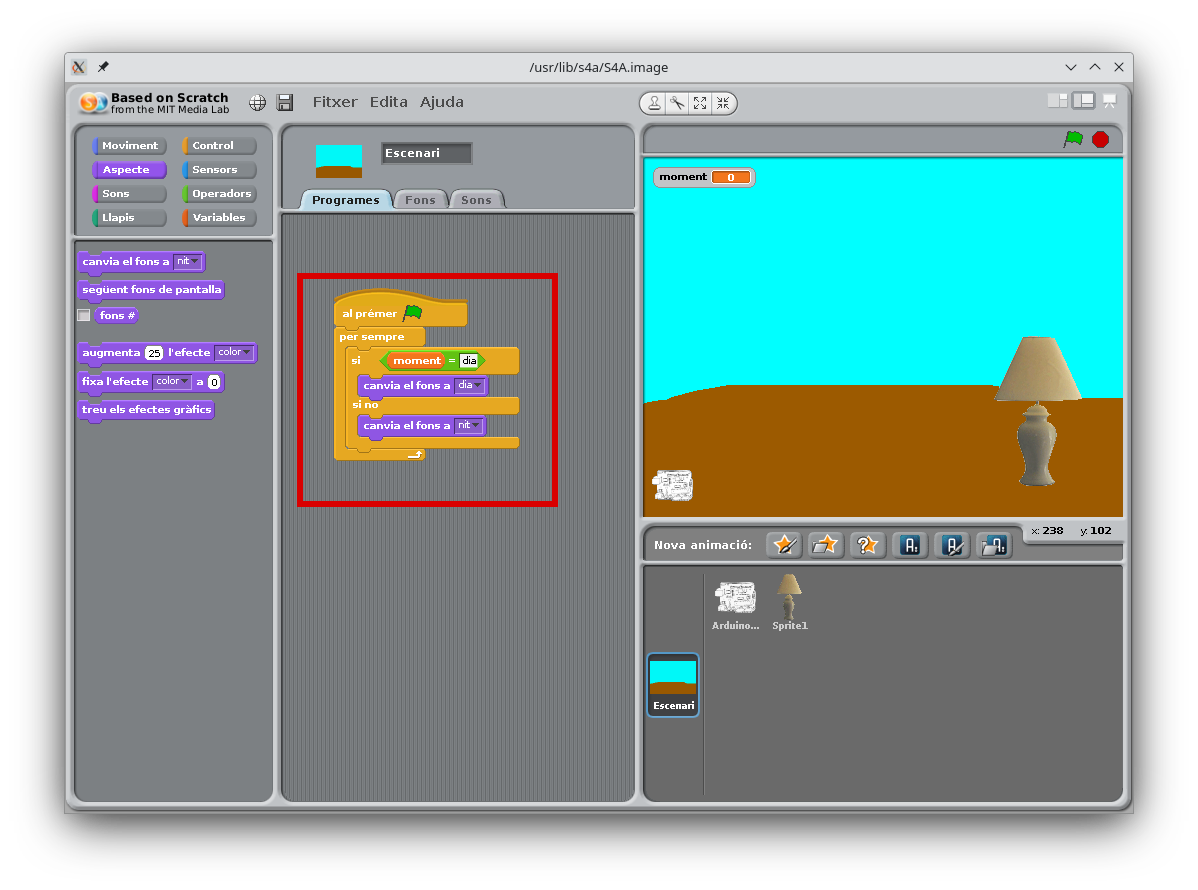 /usr/lib/s4a/S4A.image
Based on Scratch
from the MIT Media Lab
Fitxer Edita Ajuda
Moviment Control
Aspecte Sensors
Sons Operadors
Llapis Variables
canvia el fons a nit
següent fons de pantalla
fons #
augmenta 25 l'efecte color
fixa l'efecte color a 0
treu els efectes gràfics
Escenari
Programes Fons Sons
al prémer
per sempre
si moment = dia
canvia el fons a dia
si no
canvia el fons a nit
moment 0
x: 238 y: 102
Nova animació:
Arduino... Sprite1
Escenari